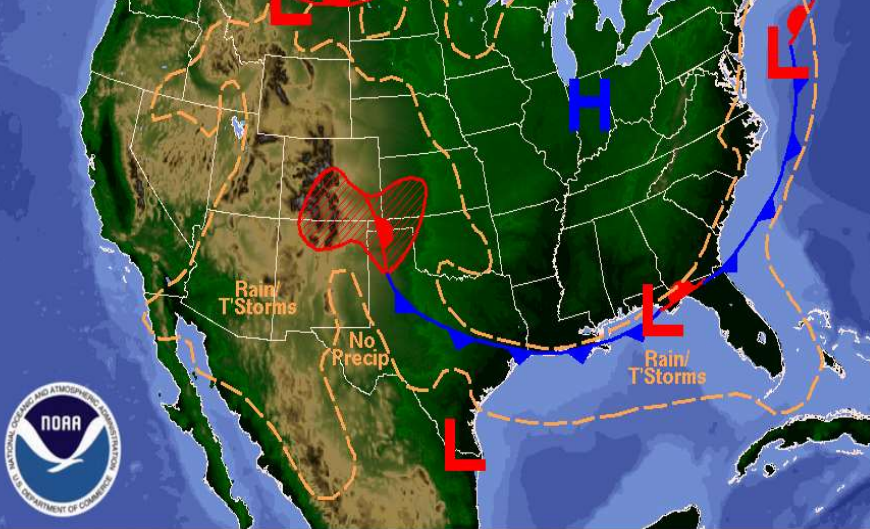 L
L
H
Rain/
T'Storms
No
Precip
L
Rain/
T'Storms
L
NATIONAL OCEANIC AND ATMOSPHERIC ADMINISTRATION
NOAA
U.S. DEPARTMENT OF COMMERCE